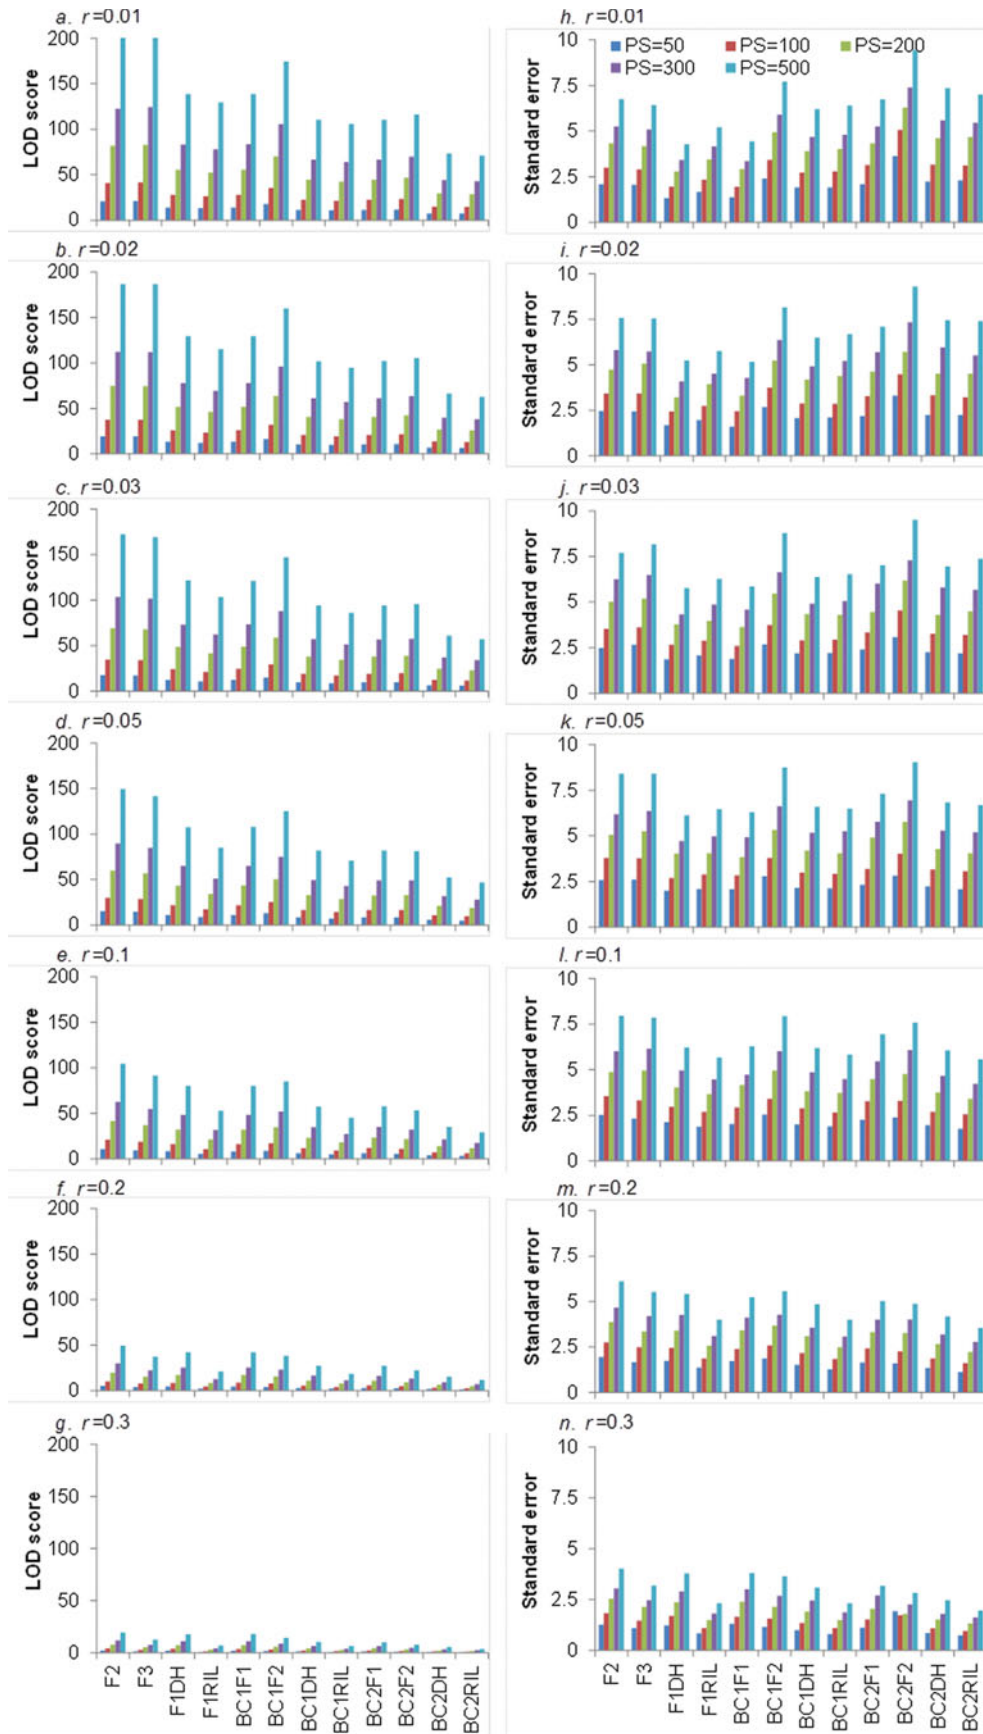 a. r=0.01
200
150
100
50
0
LOD score
h. r=0.01
10
7.5
5
2.5
0
Standard error
PS=50 PS=100 PS=200
PS=300 PS=500
b. r=0.02
200
150
100
50
0
LOD score
i. r=0.02
10
7.5
5
2.5
0
Standard error
c. r=0.03
200
150
100
50
0
LOD score
j. r=0.03
10
7.5
5
2.5
0
Standard error
d. r=0.05
200
150
100
50
0
LOD score
k. r=0.05
10
7.5
5
2.5
0
Standard error
e. r=0.1
200
150
100
50
0
LOD score
l. r=0.1
10
7.5
5
2.5
0
Standard error
f. r=0.2
200
150
100
50
0
LOD score
m. r=0.2
10
7.5
5
2.5
0
Standard error
g. r=0.3
200
150
100
50
0
LOD score
F2
F3
F1DH
F1RIL
BC1F1
BC1F2
BC1DH
BC1RIL
BC2F1
BC2F2
BC2DH
BC2RIL
n. r=0.3
10
7.5
5
2.5
0
Standard error
F2
F3
F1DH
F1RIL
BC1F1
BC1F2
BC1DH
BC1RIL
BC2F1
BC2F2
BC2DH
BC2RIL